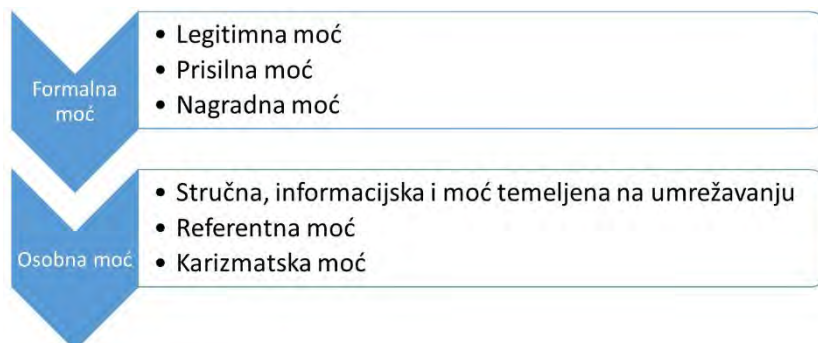 Formalna
moć
• Legitimna moć
• Prisilna moć
• Nagradna moć
Osobna moć
• Stručna, informacijska i moć temeljena na umrežavanju
• Referentna moć
• Karizmatska moć